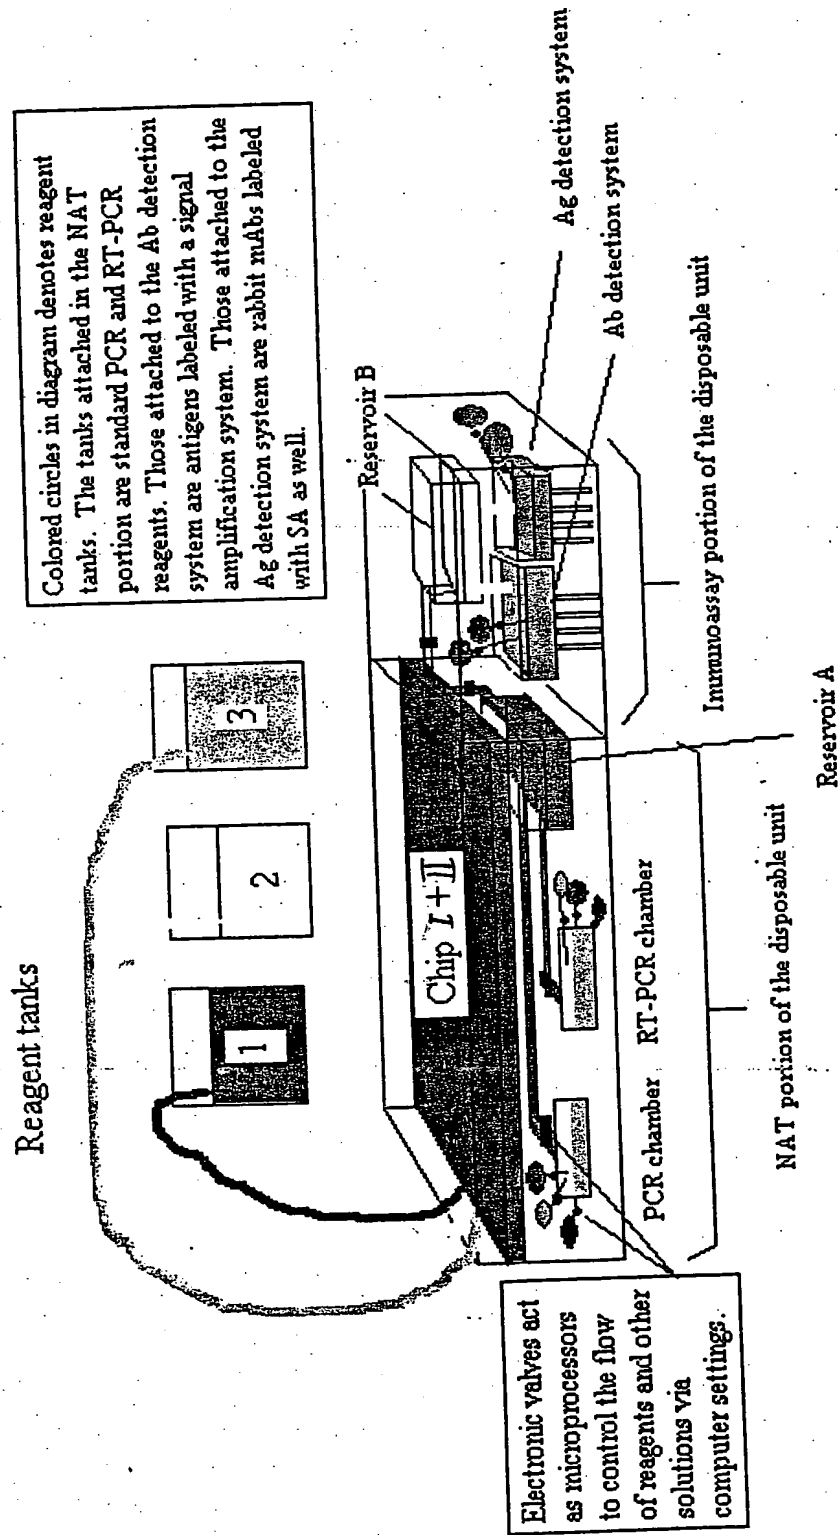 Reagent tanks
1
2
3
Colored circles in diagram denotes reagent
tanks. The tanks attached in the NAT
portion are standard PCR and RT-PCR
reagents. Those attached to the Ab detection
system are antigens labeled with a signal
amplification system. Those attached to the
Ag detection system are rabbit mAbs labeled
with SA as well.
Reservoir B
Chip I + II
Ag detection system
Ab detection system
Electronic valves act
as microprocessors
to control the flow
of reagents and other
solutions via
computer settings.
PCR chamber
RT-PCR chamber
Immunoassay portion of the disposable unit
NAT portion of the disposable unit
Reservoir A